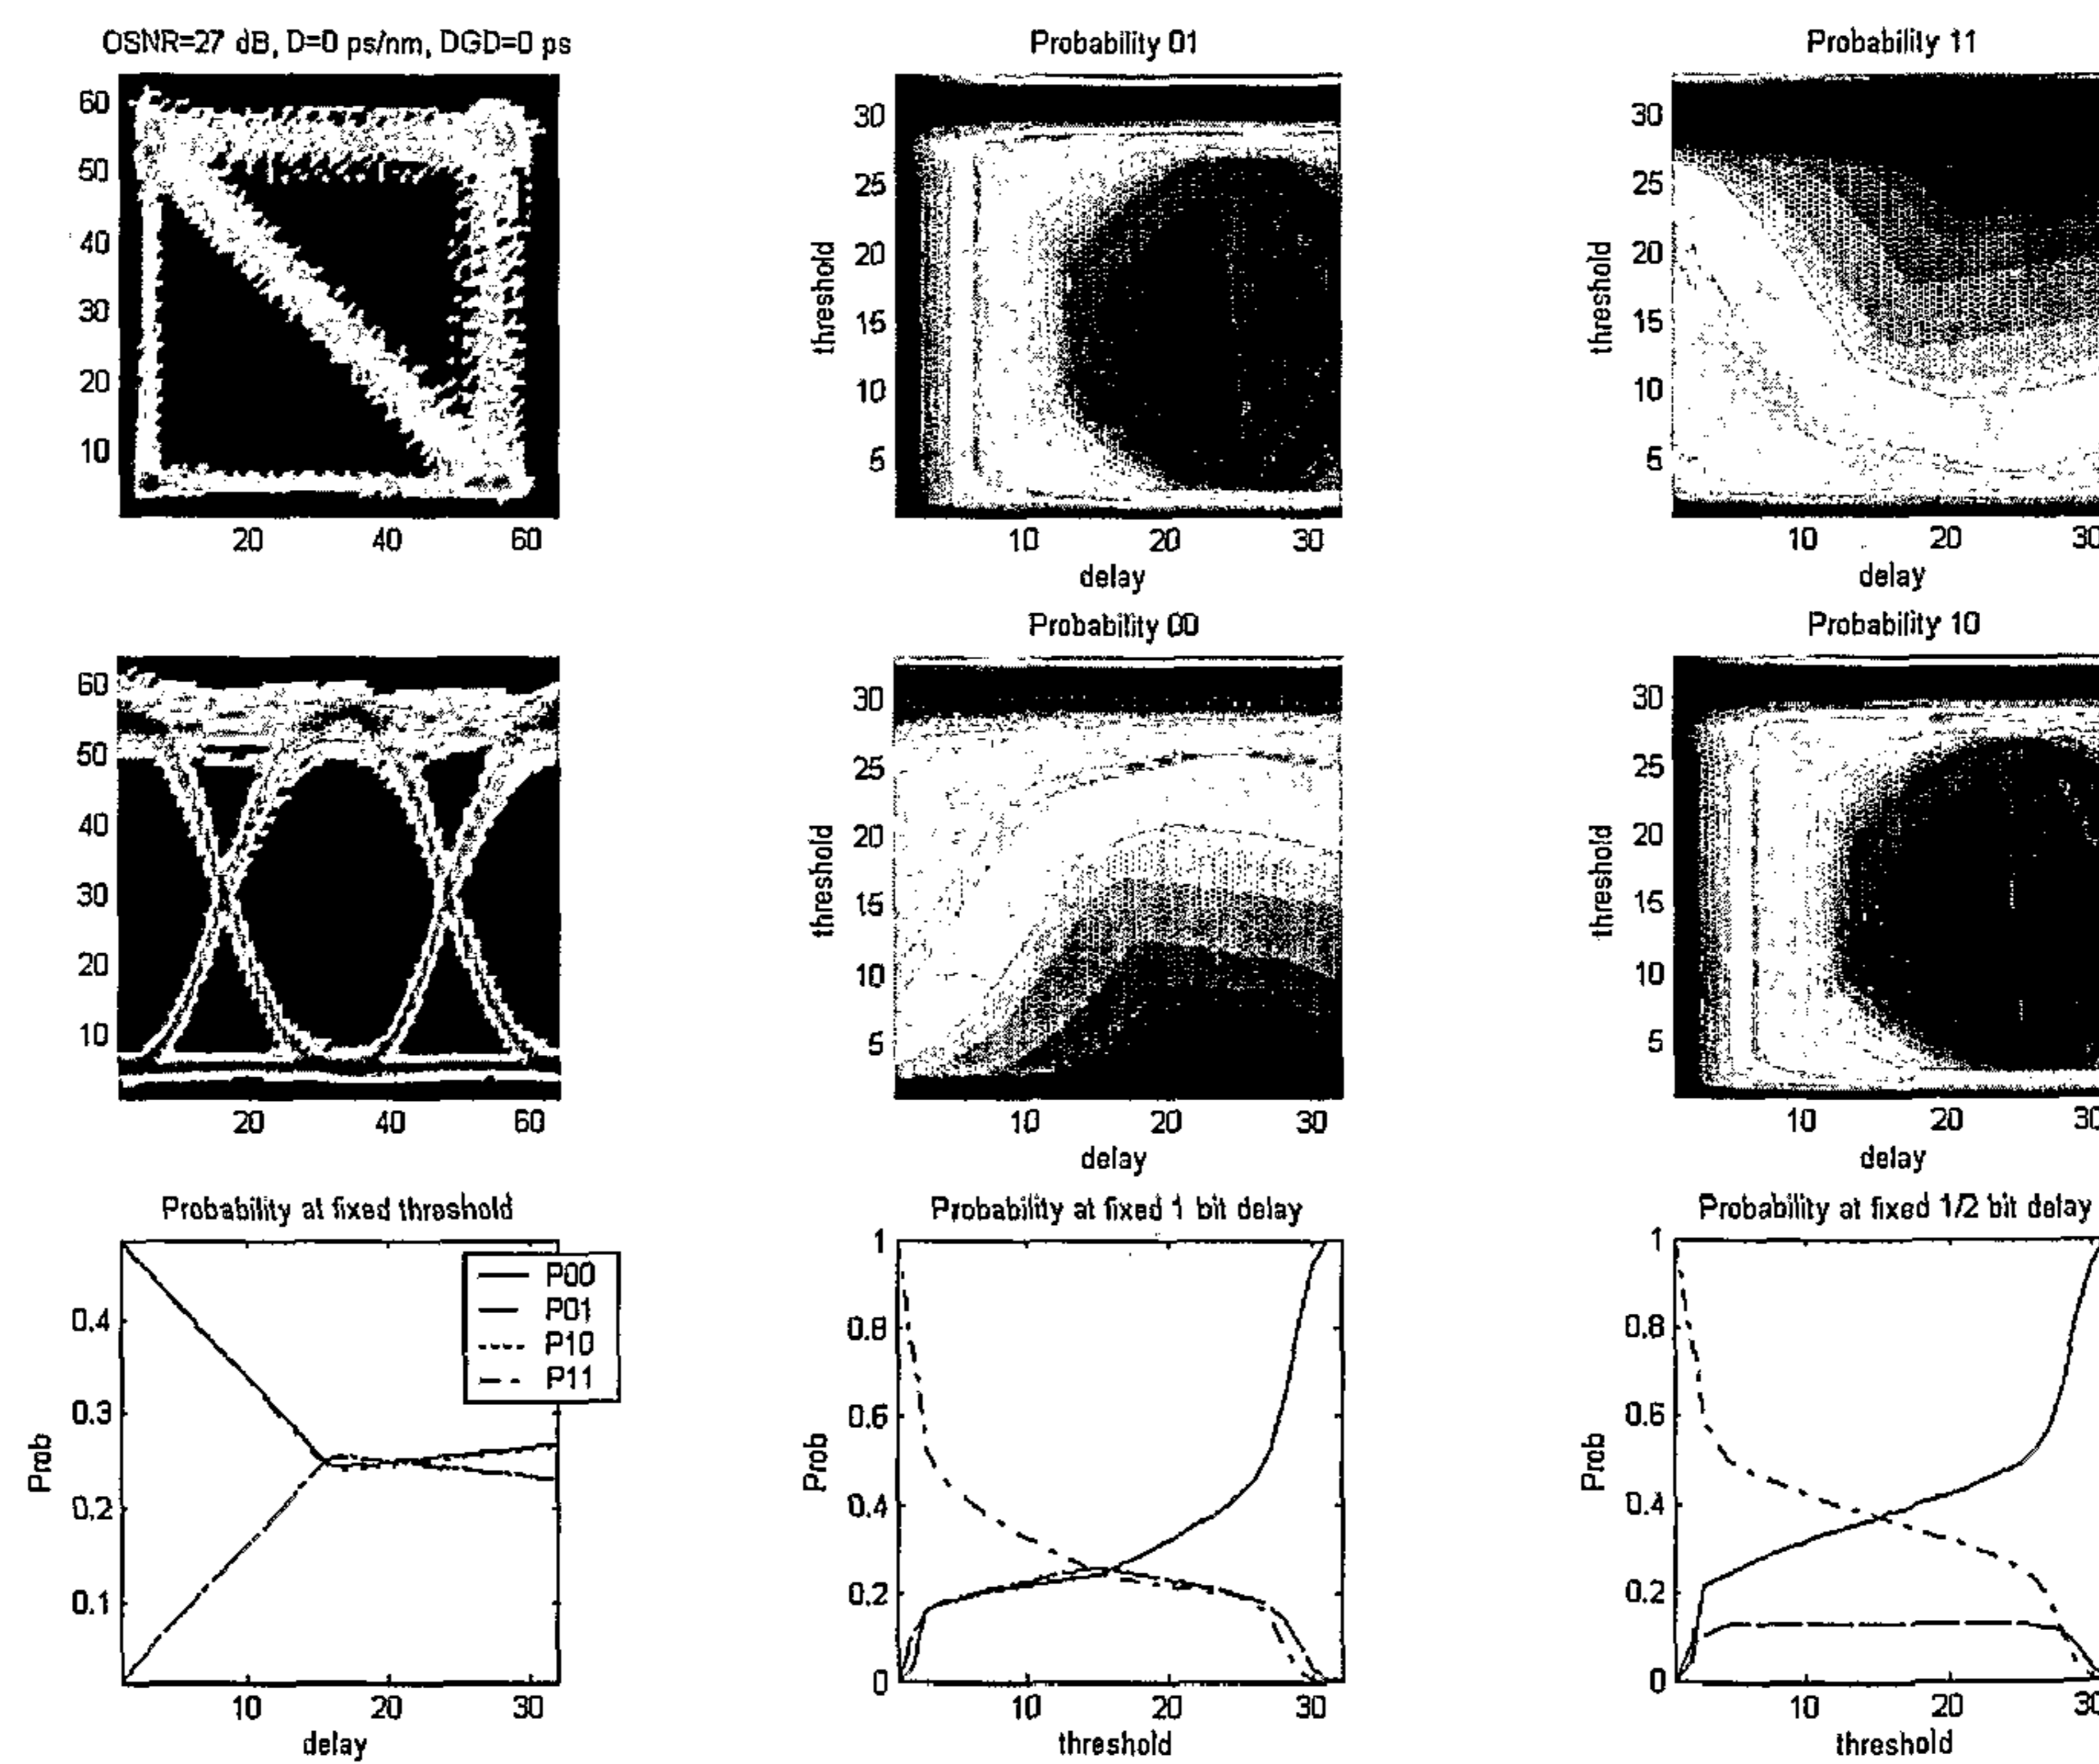 OSNR=27 dB, D=0 ps/nm, DGD=0 ps
60
50
40
30
20
10
20 40 60
Probability 01
threshold
30
25
20
15
10
5
10 20 30
delay
Probability 11
threshold
30
25
20
15
10
5
10 20 30
delay
60
50
40
30
20
10
20 40 60
Probability 00
threshold
30
25
20
15
10
5
10 20 30
delay
Probability 10
threshold
30
25
20
15
10
5
10 20 30
delay
Probability at fixed threshold
Prob
0.4
0.3
0.2
0.1
P00
P01
P10
P11
10 20 30
delay
Probability at fixed 1 bit delay
Prob
1
0.8
0.6
0.4
0.2
0
10 20 30
threshold
Probability at fixed 1/2 bit delay
Prob
1
0.8
0.6
0.4
0.2
0
10 20 30
threshold